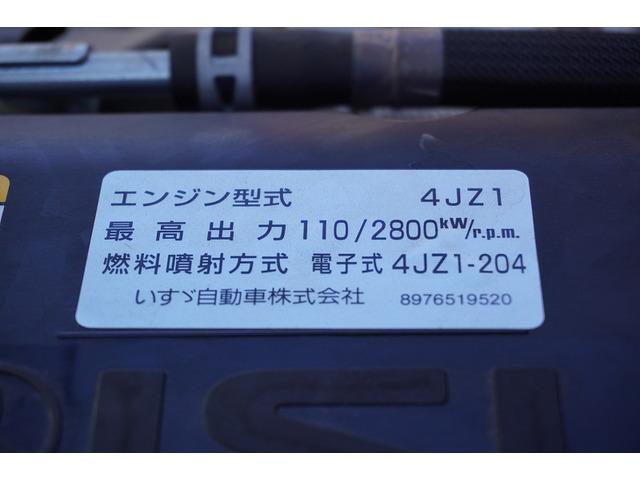 エンジン型式 4JZ1
最高出力 110/2800kW/r.p.m.
燃料噴射方式 電子式 4JZ1-204
いすゞ自動車株式会社 8976519520